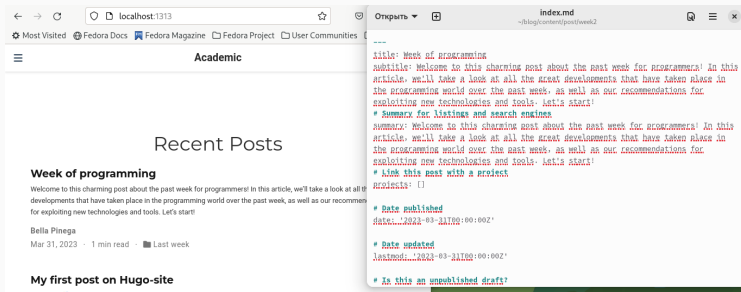 localhost:1313
Most Visited Fedora Docs Fedora Magazine Fedora Project User Communities
Academic
Recent Posts
Week of programming
Welcome to this charming post about the past week for programmers! In this article, we'll take a look at all th
developments that have taken place in the programming world over the past week, as well as our recommen
for exploiting new technologies and tools. Let's start!
Bella Pinega
Mar 31, 2023 · 1 min read · Last week
My first post on Hugo-site
Открыть
index.md
~/blog/content/post/week2
---
title: Week of programming
subtitle: Welcome to this charming post about the past week for programmers! In this
article, we'll take a look at all the great developments that have taken place in
the programming world over the past week, as well as our recommendations for
exploiting new technologies and tools. Let's start!
# Summary for listings and search engines
summary: Welcome to this charming post about the past week for programmers! In this
article, we'll take a look at all the great developments that have taken place in
the programming world over the past week, as well as our recommendations for
exploiting new technologies and tools. Let's start!
# Link this post with a project
projects: []
# Date published
date: '2023-03-31T00:00:00Z'
# Date updated
lastmod: '2023-03-31T00:00:00Z'
# Is this an unpublished draft?